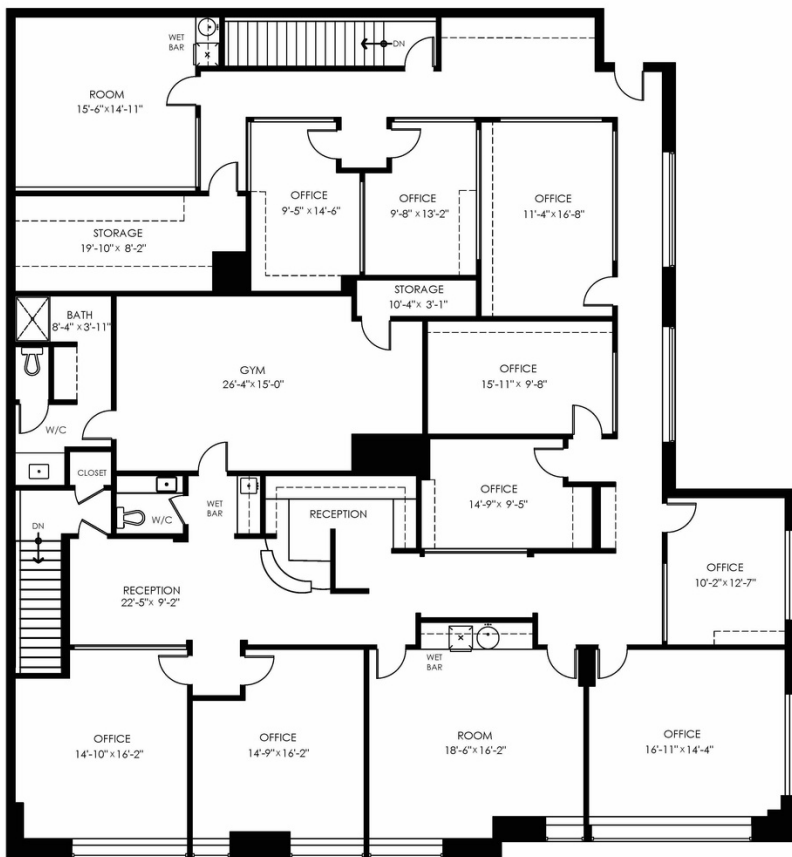 WET
BAR
DN
ROOM
15'-6"x14'-11"
OFFICE
9'-5" x 14'-6"
OFFICE
9'-8" x 13'-2"
OFFICE
11'-4"x 16'-8"
STORAGE
19'-10" x 8'-2"
STORAGE
10'-4"x 3'-1"
BATH
8'-4"x 3'-11"
GYM
26'-4"x 15'-0"
OFFICE
15'-11"x 9'-8"
W/C
CLOSET
OFFICE
14'-9" x 9'-5"
WET
BAR
RECEPTION
W/C
DN
OFFICE
10'-2"x 12'-7"
RECEPTION
22'-5"x 9'-2"
WET
BAR
OFFICE
14'-10" x 16'-2"
OFFICE
14'-9"x 16'-2"
ROOM
18'-6"x 16'-2"
OFFICE
16'-11"x 14'-4"